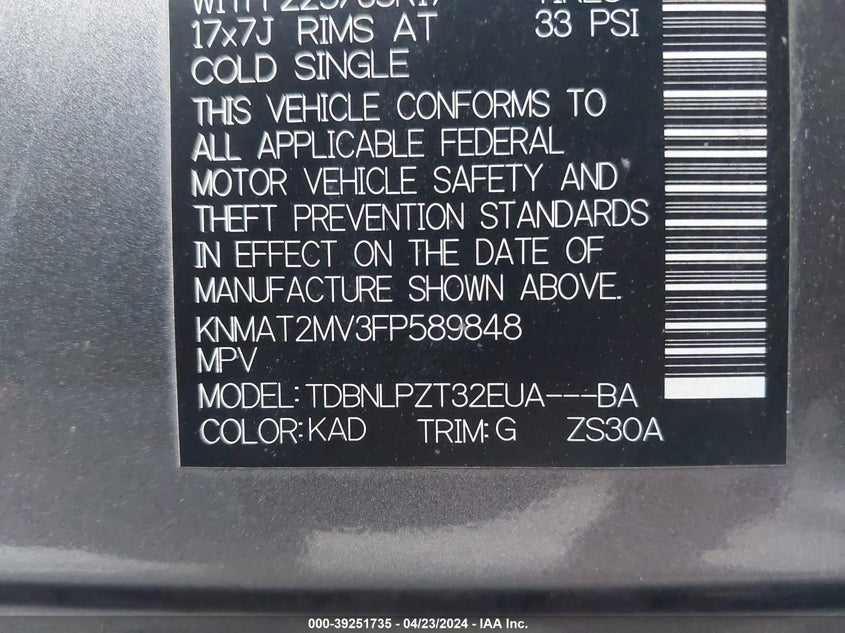 17x7J RIMS AT 33 PSI
COLD SINGLE
THIS VEHICLE CONFORMS TO
ALL APPLICABLE FEDERAL
MOTOR VEHICLE SAFETY AND
THEFT PREVENTION STANDARDS
IN EFFECT ON THE DATE OF
MANUFACTURE SHOWN ABOVE.
KNMAT2MV3FP589848
MPV
MODEL:TDBNLPZT32EUA---BA
COLOR:KAD TRIM:G ZS30A
000-39251735 - 04/23/2024 - IAA Inc.